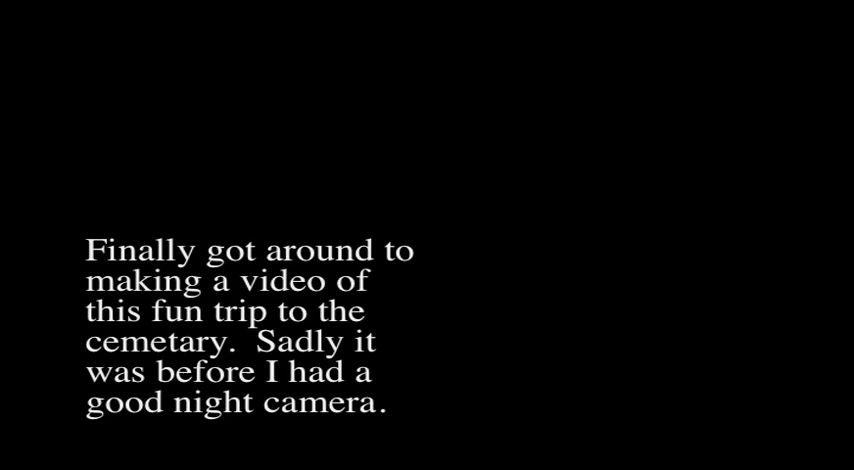 Finally got around to
making a video of
this fun trip to the
cemetary.  Sadly it
was before I had a
good night camera.